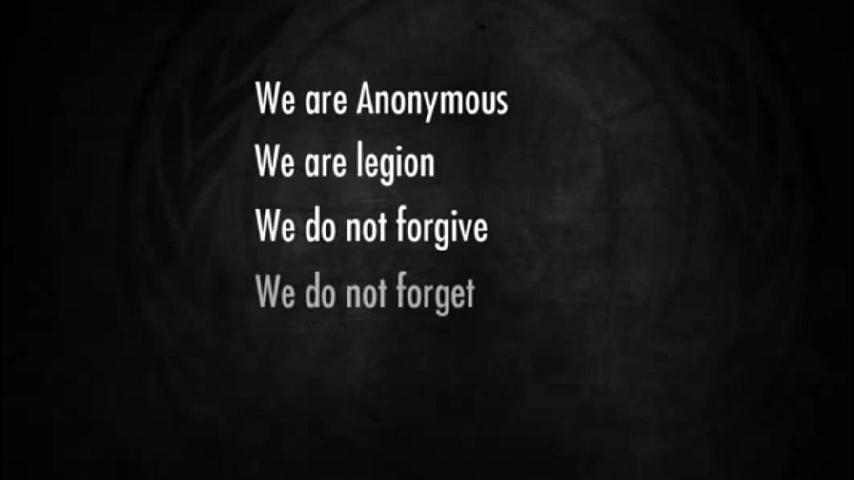 We are Anonymous
We are legion
We do not forgive
We do not forget